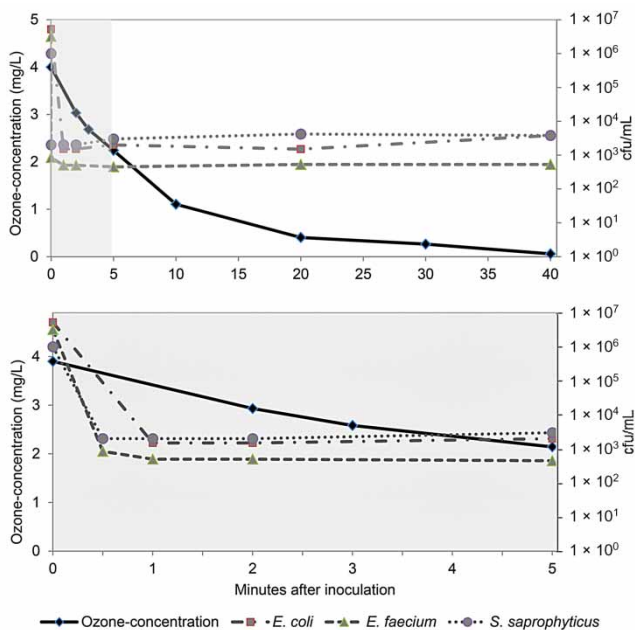 Ozone-concentration (mg/L)
5
4
3
2
1
0
0 5 10 15 20 25 30 35 40
1 × 10⁷
1 × 10⁶
1 × 10⁵
1 × 10⁴
1 × 10³
1 × 10²
1 × 10¹
1 × 10⁰
cfu/mL
Ozone-concentration (mg/L)
4
3
2
1
0
0 1 2 3 4 5
1 × 10⁷
1 × 10⁶
1 × 10⁵
1 × 10⁴
1 × 10³
1 × 10²
1 × 10¹
1 × 10⁰
cfu/mL
Minutes after inoculation
Ozone-concentration E. coli E. faecium S. saprophyticus